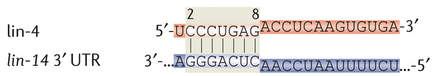 2 8
lin-4 5′-UCCCUGAGACCUCAAGUGUGA-3′
lin-14 3′ UTR 3′-...AGGGACUCAACCUAAUUUUCU...-5′